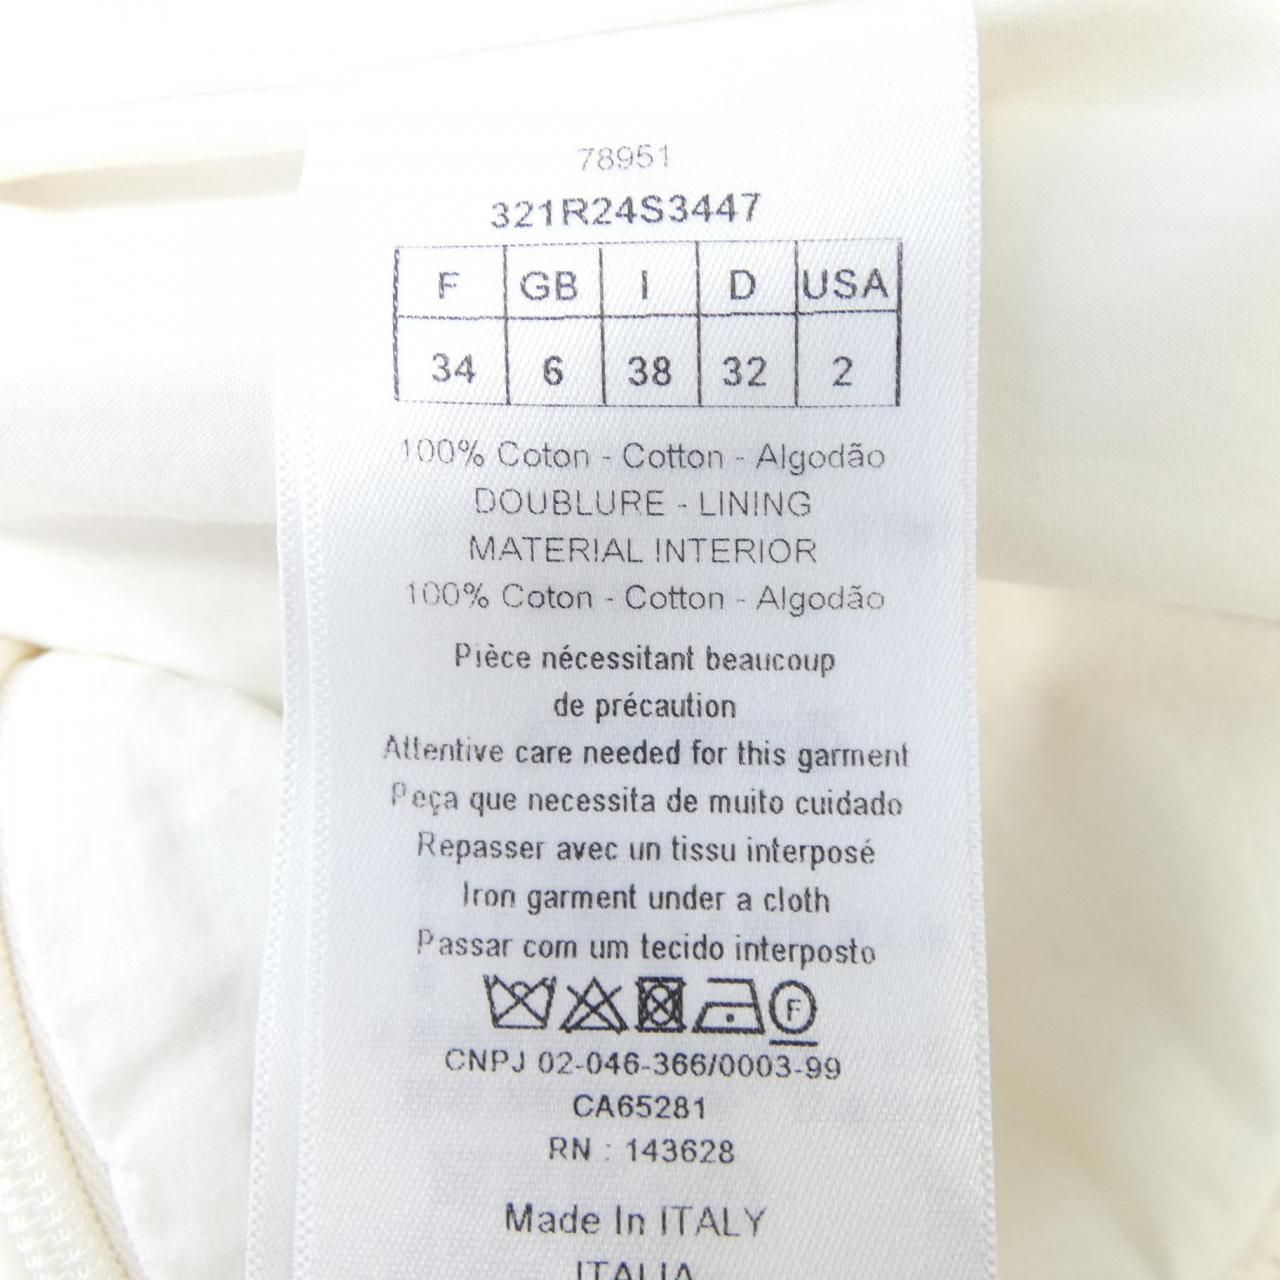 78951
321R24S3447
F GB I D USA
34 6 38 32 2
100% Coton - Cotton - Algodão
DOUBLURE - LINING
MATERIAL INTERIOR
100% Coton - Cotton - Algodão
Pièce nécessitant beaucoup
de précaution
Attentive care needed for this garment
Peça que necessita de muito cuidado
Repasser avec un tissu interposé
Iron garment under a cloth
Passar com um tecido interposto
F
CNPJ 02-046-366/0003-99
CA65281
RN : 143628
Made In ITALY
ITALIA